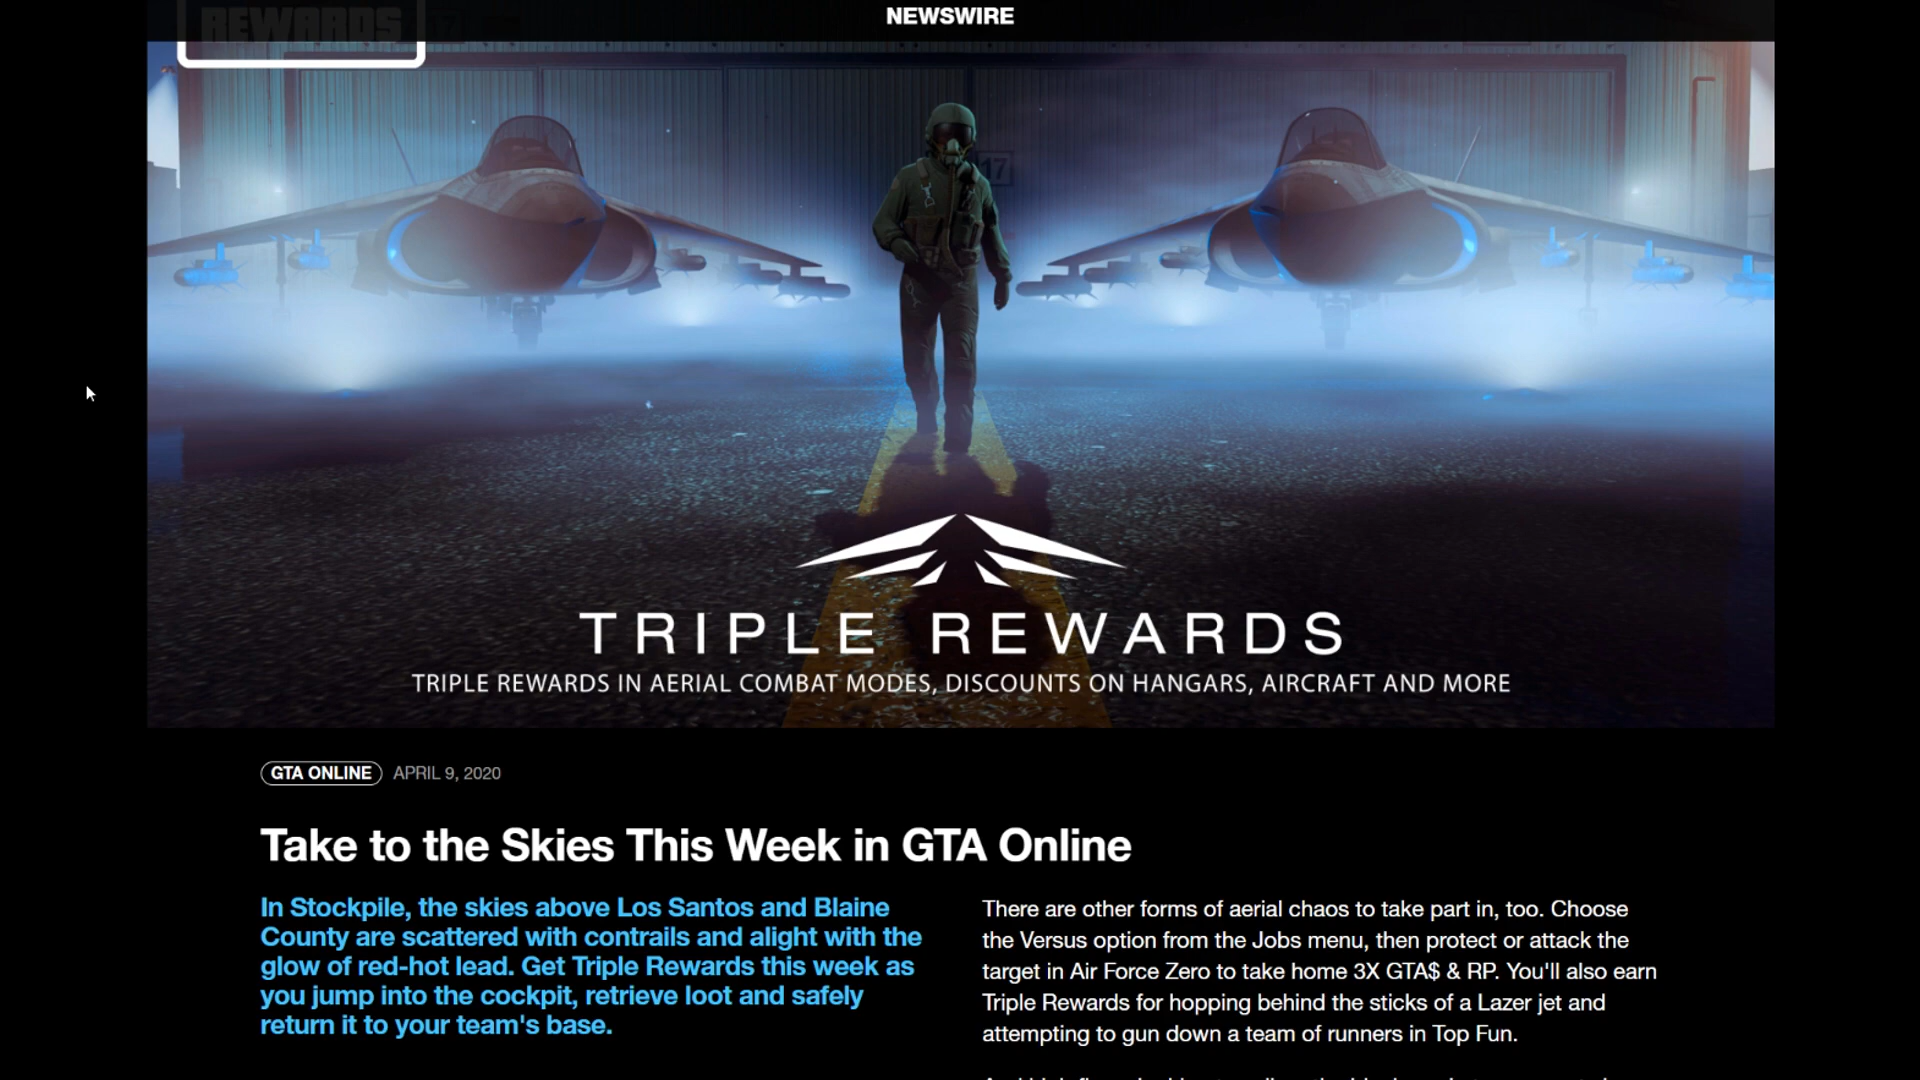 NEWSWIRE
REWARDS
17
TRIPLE REWARDS
TRIPLE REWARDS IN AERIAL COMBAT MODES, DISCOUNTS ON HANGARS, AIRCRAFT AND MORE
GTA ONLINE APRIL 9, 2020
Take to the Skies This Week in GTA Online
In Stockpile, the skies above Los Santos and Blaine
County are scattered with contrails and alight with the
glow of red-hot lead. Get Triple Rewards this week as
you jump into the cockpit, retrieve loot and safely
return it to your team's base.
There are other forms of aerial chaos to take part in, too. Choose
the Versus option from the Jobs menu, then protect or attack the
target in Air Force Zero to take home 3X GTA$ & RP. You'll also earn
Triple Rewards for hopping behind the sticks of a Lazer jet and
attempting to gun down a team of runners in Top Fun.